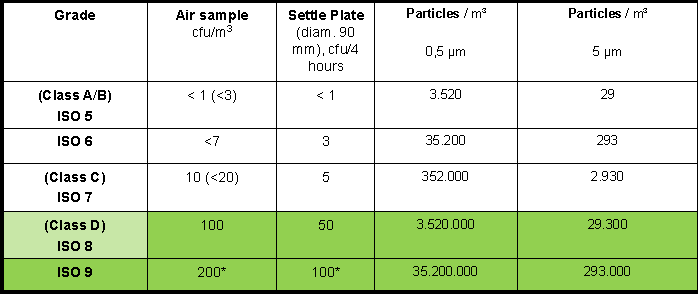 Grade Air sample Settle Plate Particles / m³ Particles / m³
cfu/m³ (diam. 90
mm), cfu/4 0,5 µm 5 µm
hours
(Class A/B) < 1 (<3) < 1 3.520 29
ISO 5
ISO 6 <7 3 35.200 293
(Class C) 10 (<20) 5 352.000 2.930
ISO 7
(Class D) 100 50 3.520.000 29.300
ISO 8
ISO 9 200* 100* 35.200.000 293.000